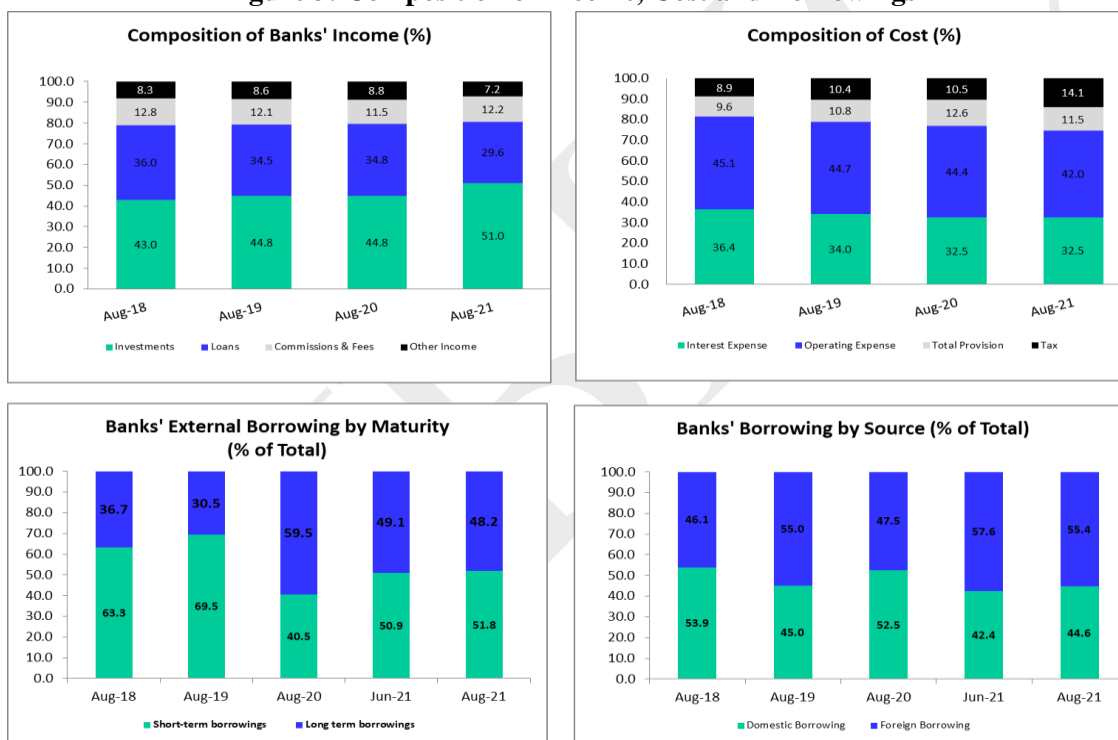 Figure Composition of Income, Cost and Borrowings
Composition of Banks' Income (%)
100.0
90.0
80.0
70.0
60.0
50.0
40.0
30.0
20.0
10.0
0.0
8.3 8.6 8.8 7.2
12.8 12.1 11.5 12.2
36.0 34.5 34.8 29.6
43.0 44.8 44.8 51.0
Aug-18 Aug-19 Aug-20 Aug-21
Investments Loans Commissions & Fees Other Income
Composition of Cost (%)
100.0
90.0
80.0
70.0
60.0
50.0
40.0
30.0
20.0
10.0
0.0
8.9 10.4 10.5 14.1
9.6 10.8 12.6 11.5
45.1 44.7 44.4 42.0
36.4 34.0 32.5 32.5
Aug-18 Aug-19 Aug-20 Aug-21
Interest Expense Operating Expense Total Provision Tax
Banks' External Borrowing by Maturity
(% of Total)
100.0
90.0
80.0
70.0
60.0
50.0
40.0
30.0
20.0
10.0
0.0
36.7 30.5 59.5 49.1 48.2
63.3 69.5 40.5 50.9 51.8
Aug-18 Aug-19 Aug-20 Jun-21 Aug-21
Short-term borrowings Long term borrowings
Banks' Borrowing by Source (% of Total)
100.0
90.0
80.0
70.0
60.0
50.0
40.0
30.0
20.0
10.0
0.0
46.1 55.0 47.5 57.6 55.4
53.9 45.0 52.5 42.4 44.6
Aug-18 Aug-19 Aug-20 Jun-21 Aug-21
Domestic Borrowing Foreign Borrowing